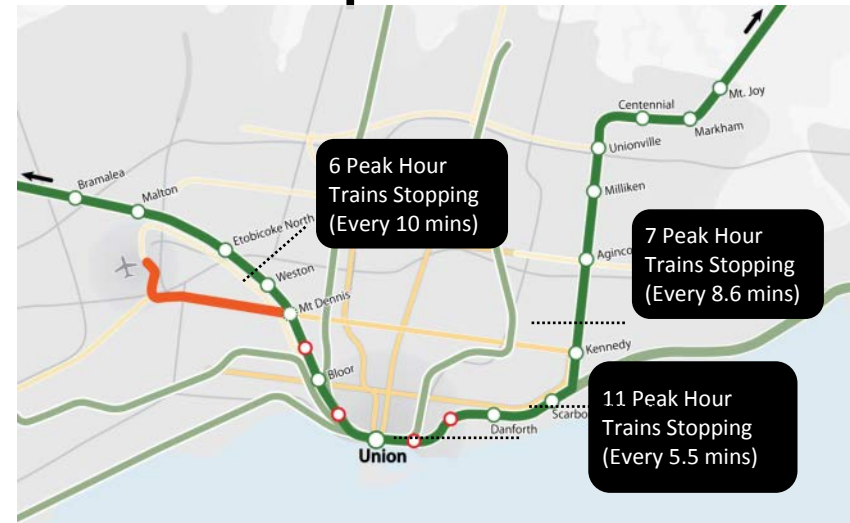 Mt. Joy
Centennial
Markham
Unionville
6 Peak Hour
Trains Stopping
(Every 10 mins)
Bramalea
Malton
Milliken
Etobicoke North
7 Peak Hour
Trains Stopping
(Every 8.6 mins)
Aginco
Weston
Mt Dennis
Kennedy
Bloor
11 Peak Hour
Trains Stopping
(Every 5.5 mins)
Scarbo
Danforth
Union